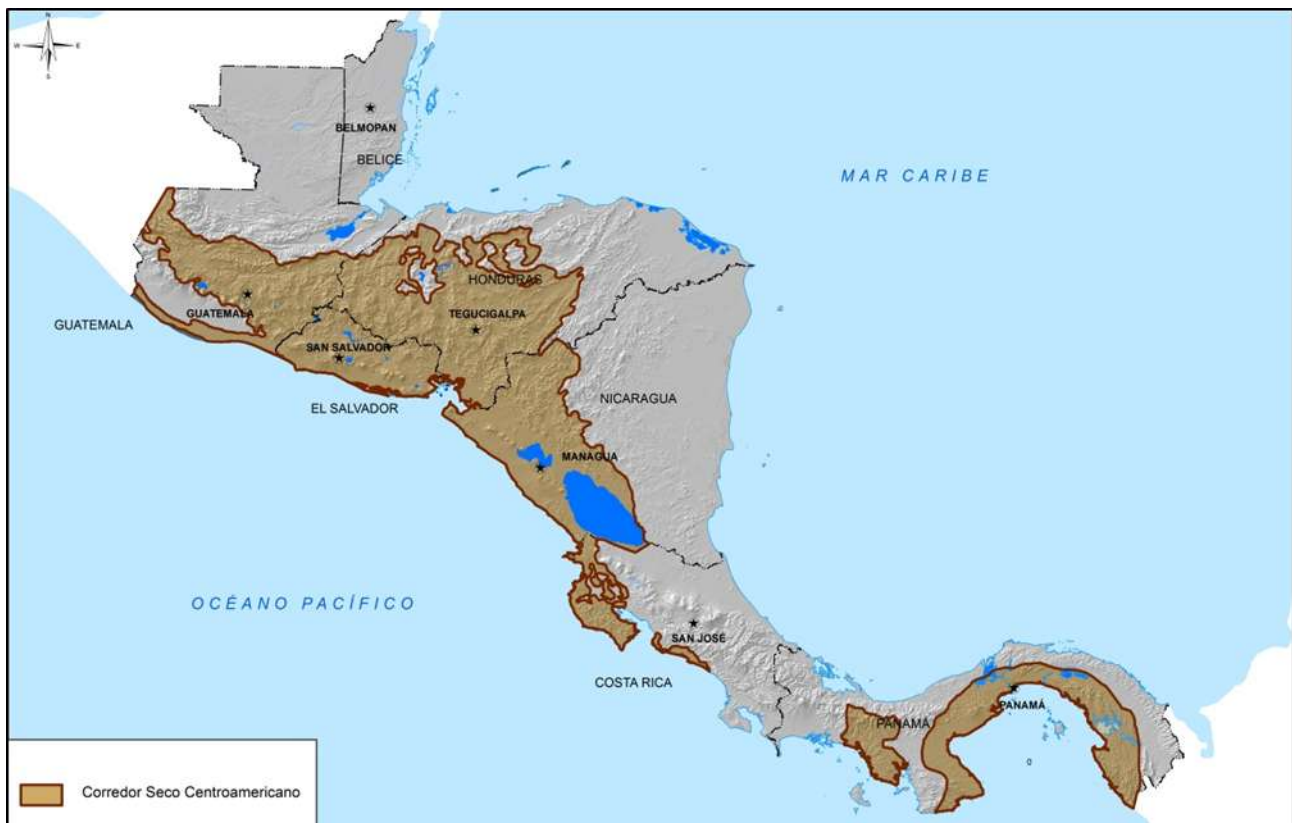 N
W E
S
BELMOPAN
BELICE
MAR CARIBE
HONDURAS
GUATEMALA
TEGUCIGALPA
GUATEMALA
SAN SALVADOR
NICARAGUA
EL SALVADOR
MANAGUA
OCÉANO PACÍFICO
SAN JOSÉ
COSTA RICA
PANAMÁ
PANAMÁ
0
Corredor Seco Centroamericano